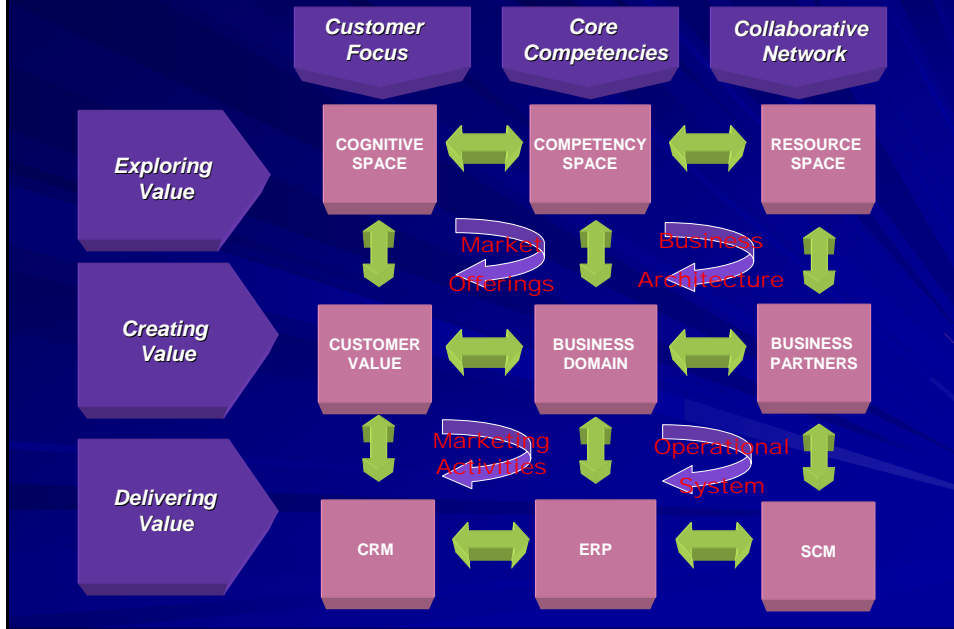 Customer
Focus
Core
Competencies
Collaborative
Network
Exploring
Value
COGNITIVE
SPACE
COMPETENCY
SPACE
RESOURCE
SPACE
Market
Offerings
Business
Architecture
Creating
Value
CUSTOMER
VALUE
BUSINESS
DOMAIN
BUSINESS
PARTNERS
Marketing
Activities
Operational
System
Delivering
Value
CRM
ERP
SCM